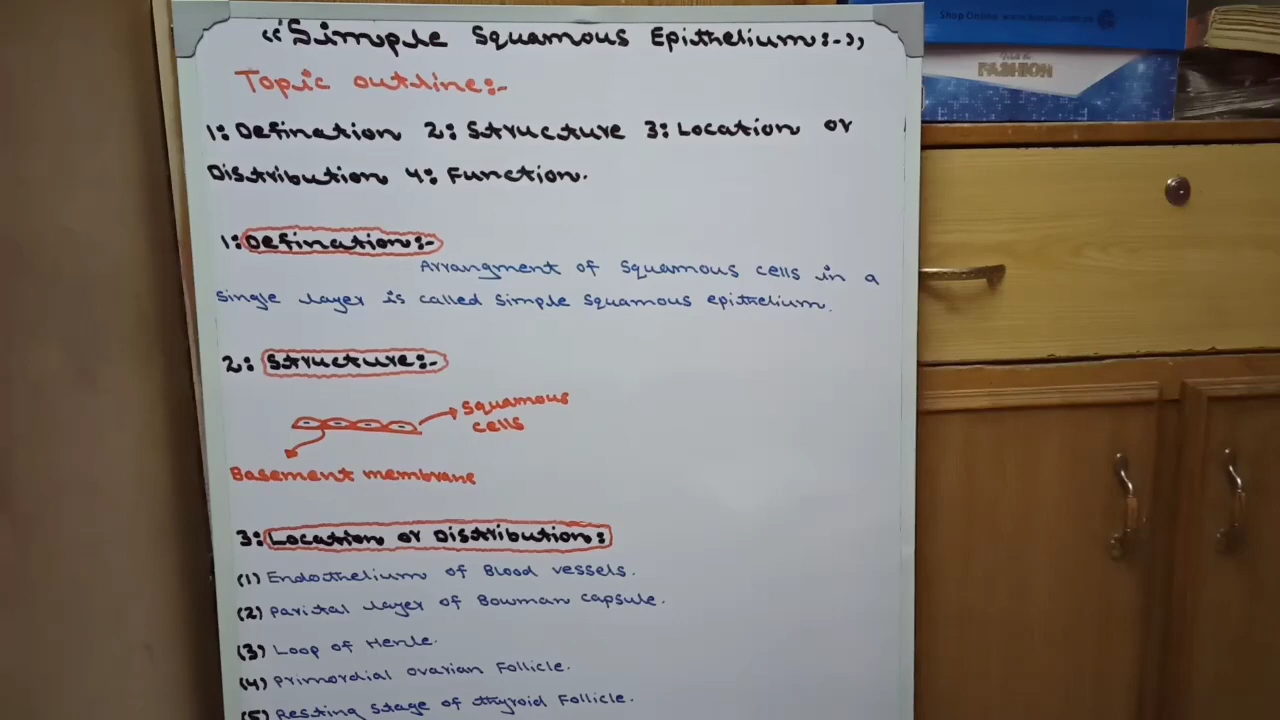 "Simple Squamous Epithelium:-"
Topic outline:-
1: Defination 2: Structure 3: Location or
Distribution 4: Function.
1: Defination:-
Arrangment of squamous cells in a
single layer is called simple squamous epithelium.
2: Structure:-
Squamous
cells
Basement membrane
3: Location or Distribution:
(1) Endothelium of Blood vessels.
(2) Parital layer of Bowman capsule.
(3) Loop of Henle.
(4) Primordial ovarian Follicle.
(5) Resting stage of thyroid Follicle.
Shop Online
FASHION